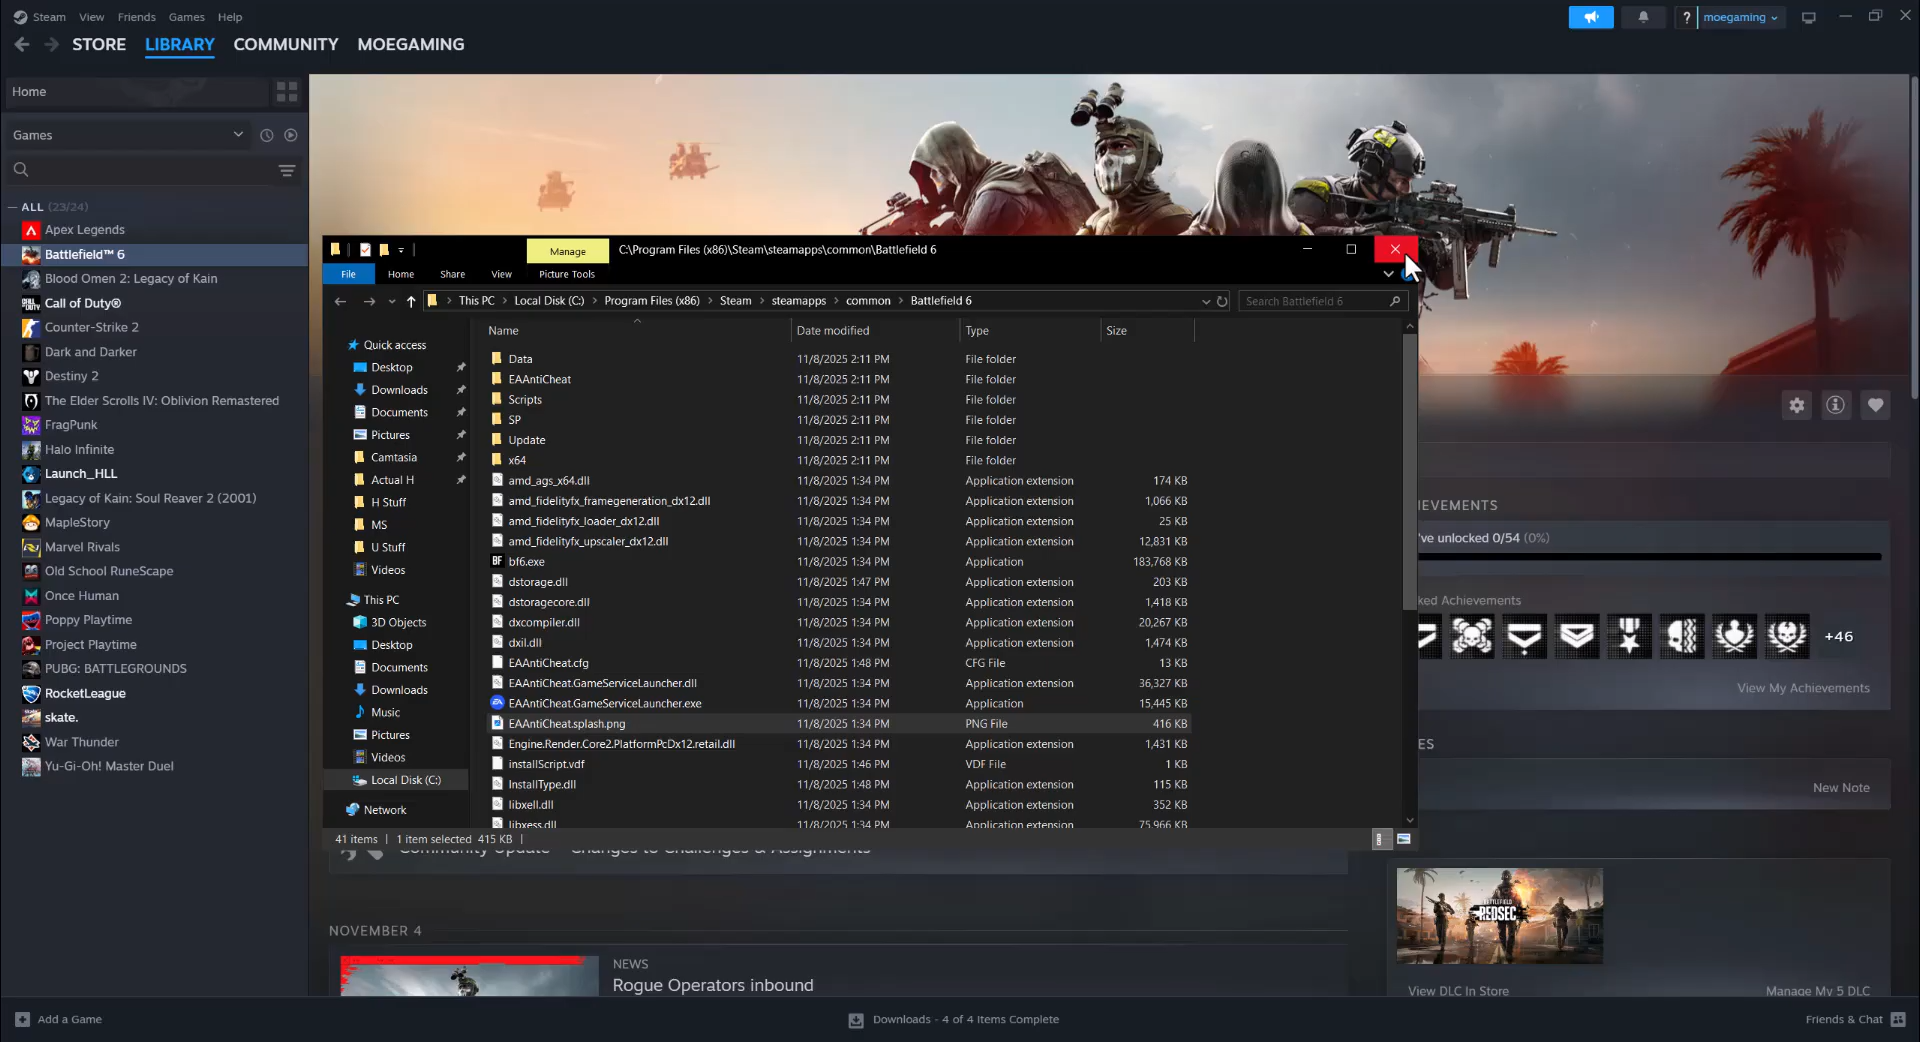 Steam View Friends Games Help
? moegaming
STORE LIBRARY COMMUNITY MOEGAMING
Home
Games
— ALL (23/24)
Apex Legends
Battlefield™ 6
Blood Omen 2: Legacy of Kain
Call of Duty®
Counter-Strike 2
Dark and Darker
Destiny 2
The Elder Scrolls IV: Oblivion Remastered
FragPunk
Halo Infinite
Launch_HLL
Legacy of Kain: Soul Reaver 2 (2001)
MapleStory
Marvel Rivals
Old School RuneScape
Once Human
Poppy Playtime
Project Playtime
PUBG: BATTLEGROUNDS
RocketLeague
skate.
War Thunder
Yu-Gi-Oh! Master Duel
Manage C:\Program Files (x86)\Steam\steamapps\common\Battlefield 6
File Home Share View Picture Tools
This PC > Local Disk (C:) > Program Files (x86) > Steam > steamapps > common > Battlefield 6
Search Battlefield 6
Quick access
Desktop
Downloads
Documents
Pictures
Camtasia
Actual H
H Stuff
MS
U Stuff
Videos
This PC
3D Objects
Desktop
Documents
Downloads
Music
Pictures
Videos
Local Disk (C:)
Network
Name Date modified Type Size
Data 11/8/2025 2:11 PM File folder
EAAntiCheat 11/8/2025 2:11 PM File folder
Scripts 11/8/2025 2:11 PM File folder
SP 11/8/2025 2:11 PM File folder
Update 11/8/2025 2:11 PM File folder
x64 11/8/2025 2:11 PM File folder
amd_ags_x64.dll 11/8/2025 1:34 PM Application extension 174 KB
amd_fidelityfx_framegeneration_dx12.dll 11/8/2025 1:34 PM Application extension 1,066 KB
amd_fidelityfx_loader_dx12.dll 11/8/2025 1:34 PM Application extension 25 KB
amd_fidelityfx_upscaler_dx12.dll 11/8/2025 1:34 PM Application extension 12,831 KB
BF bf6.exe 11/8/2025 1:34 PM Application 183,768 KB
dstorage.dll 11/8/2025 1:47 PM Application extension 203 KB
dstoragecore.dll 11/8/2025 1:34 PM Application extension 1,418 KB
dxcompiler.dll 11/8/2025 1:34 PM Application extension 20,267 KB
dxil.dll 11/8/2025 1:34 PM Application extension 1,474 KB
EAAntiCheat.cfg 11/8/2025 1:48 PM CFG File 13 KB
EAAntiCheat.GameServiceLauncher.dll 11/8/2025 1:34 PM Application extension 36,327 KB
EAAntiCheat.GameServiceLauncher.exe 11/8/2025 1:34 PM Application 15,445 KB
EAAntiCheat.splash.png 11/8/2025 1:34 PM PNG File 416 KB
Engine.Render.Core2.PlatformPcDx12.retail.dll 11/8/2025 1:34 PM Application extension 1,431 KB
installScript.vdf 11/8/2025 1:46 PM VDF File 1 KB
InstallType.dll 11/8/2025 1:48 PM Application extension 115 KB
libxell.dll 11/8/2025 1:34 PM Application extension 352 KB
libxess.dll 11/8/2025 1:34 PM Application extension 75,966 KB
41 items | 1 item selected 415 KB |
IEVEMENTS
've unlocked 0/54 (0%)
ked Achievements
+46
View My Achievements
ES
New Note
Community Update - Changes to Challenges & Assignments
NOVEMBER 4
NEWS
Rogue Operators inbound
BATTLEFIELD
REDSEC
View DLC In Store Manage My 5 DLC
Add a Game
Downloads - 4 of 4 Items Complete
Friends & Chat